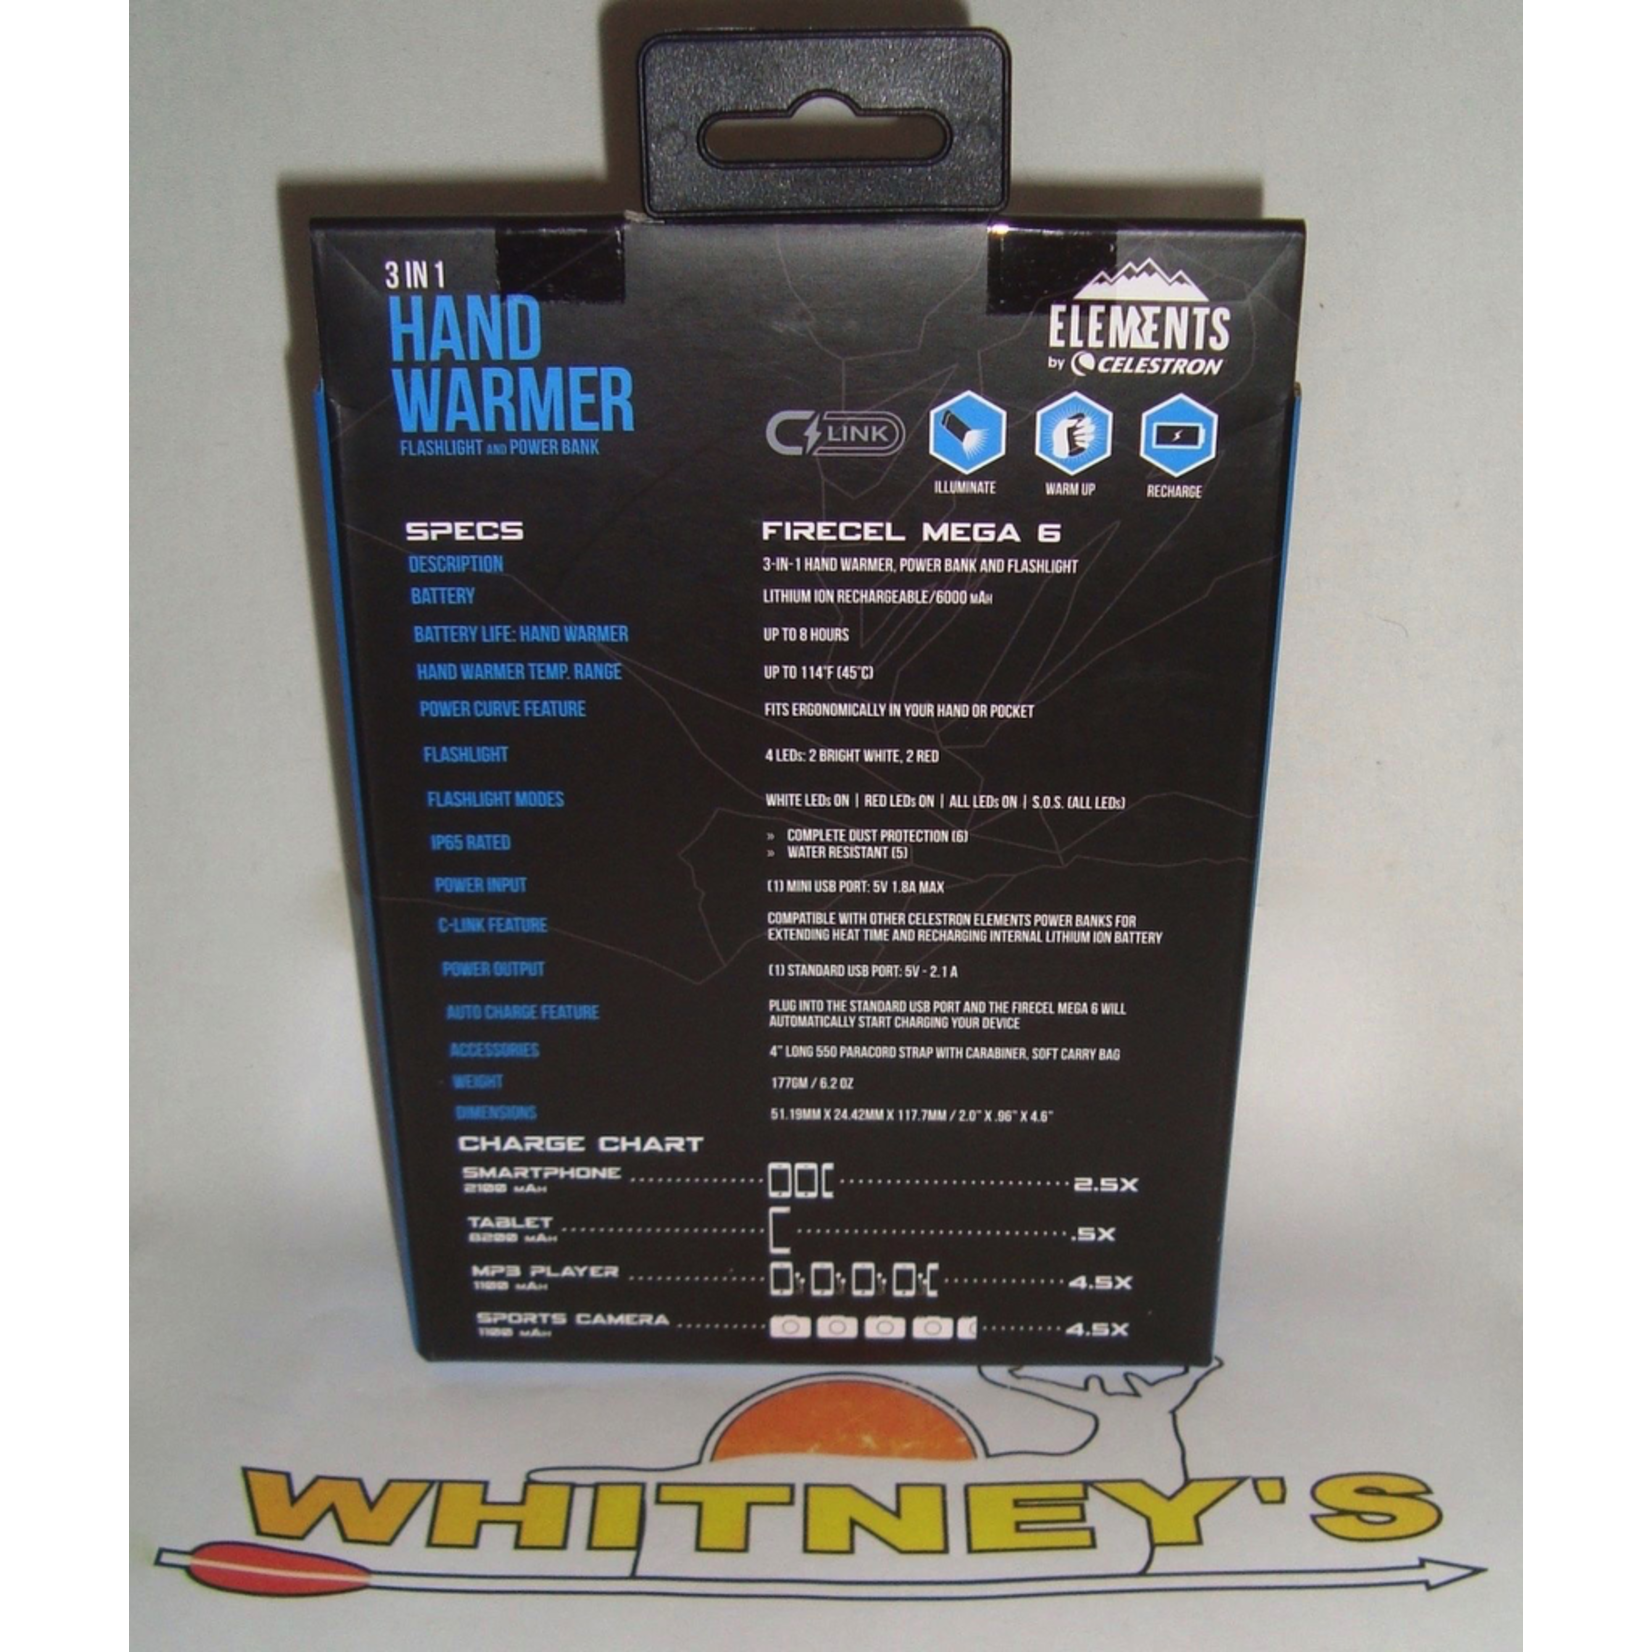 3 IN 1
HAND
WARMER
FLASHLIGHT AND POWER BANK
ELEMENTS
by CELESTRON
C LINK
ILLUMINATE
WARM UP
RECHARGE
SPECS FIRECEL MEGA 6
DESCRIPTION 3-IN-1 HAND WARMER, POWER BANK AND FLASHLIGHT
BATTERY LITHIUM ION RECHARGEABLE/6000 MAH
BATTERY LIFE: HAND WARMER UP TO 8 HOURS
HAND WARMER TEMP. RANGE UP TO 114°F (45°C)
POWER CURVE FEATURE FITS ERGONOMICALLY IN YOUR HAND OR POCKET
FLASHLIGHT 4 LEDs: 2 BRIGHT WHITE, 2 RED
FLASHLIGHT MODES WHITE LEDs ON | RED LEDs ON | ALL LEDs ON | S.O.S. (ALL LEDs)
IP65 RATED » COMPLETE DUST PROTECTION (6)
» WATER RESISTANT (5)
POWER INPUT (1) MINI USB PORT: 5V 1.8A MAX
C-LINK FEATURE COMPATIBLE WITH OTHER CELESTRON ELEMENTS POWER BANKS FOR
EXTENDING HEAT TIME AND RECHARGING INTERNAL LITHIUM ION BATTERY
POWER OUTPUT (1) STANDARD USB PORT: 5V - 2.1 A
AUTO CHARGE FEATURE PLUG INTO THE STANDARD USB PORT AND THE FIRECEL MEGA 6 WILL
AUTOMATICALLY START CHARGING YOUR DEVICE
ACCESSORIES 4" LONG 550 PARACORD STRAP WITH CARABINER, SOFT CARRY BAG
WEIGHT 177GM / 6.2 OZ
DIMENSIONS 51.19MM X 24.42MM X 117.7MM / 2.0" X .96" X 4.6"
CHARGE CHART
SMARTPHONE 2.5X
2100 MAH
TABLET .5X
8200 MAH
MP3 PLAYER 4.5X
1100 MAH
SPORTS CAMERA 4.5X
1100 MAH
WHITNEY'S